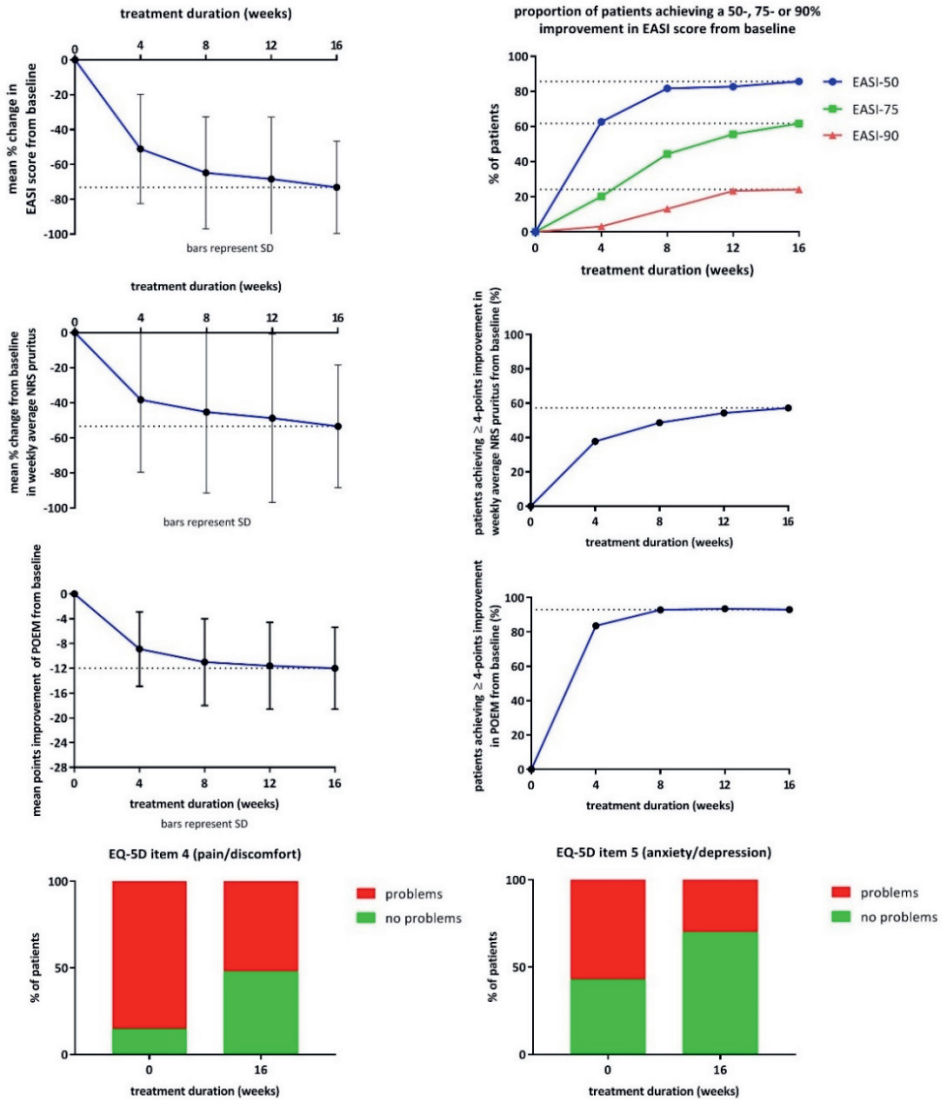 treatment duration (weeks)
0 4 8 12 16
mean % change in
EASI score from baseline
0
-20
-40
-60
-80
-100
bars represent SD
proportion of patients achieving a 50-, 75- or 90%
improvement in EASI score from baseline
% of patients
100
80
60
40
20
0
0 4 8 12 16
treatment duration (weeks)
EASI-50
EASI-75
EASI-90
treatment duration (weeks)
0 4 8 12 16
mean % change from baseline
in weekly average NRS pruritus
0
-20
-40
-60
-80
-100
bars represent SD
patients achieving ≥ 4-points improvement in
weekly average NRS pruritus from baseline (%)
100
80
60
40
20
0
0 4 8 12 16
treatment duration (weeks)
mean points improvement of POEM from baseline
0
-4
-8
-12
-16
-20
-24
-28
0 4 8 12 16
treatment duration (weeks)
bars represent SD
patients achieving ≥ 4-points improvement
in POEM from baseline (%)
100
80
60
40
20
0
0 4 8 12 16
treatment duration (weeks)
EQ-5D item 4 (pain/discomfort)
% of patients
100
50
0
0 16
treatment duration (weeks)
problems
no problems
EQ-5D item 5 (anxiety/depression)
% of patients
100
50
0
0 16
treatment duration (weeks)
problems
no problems